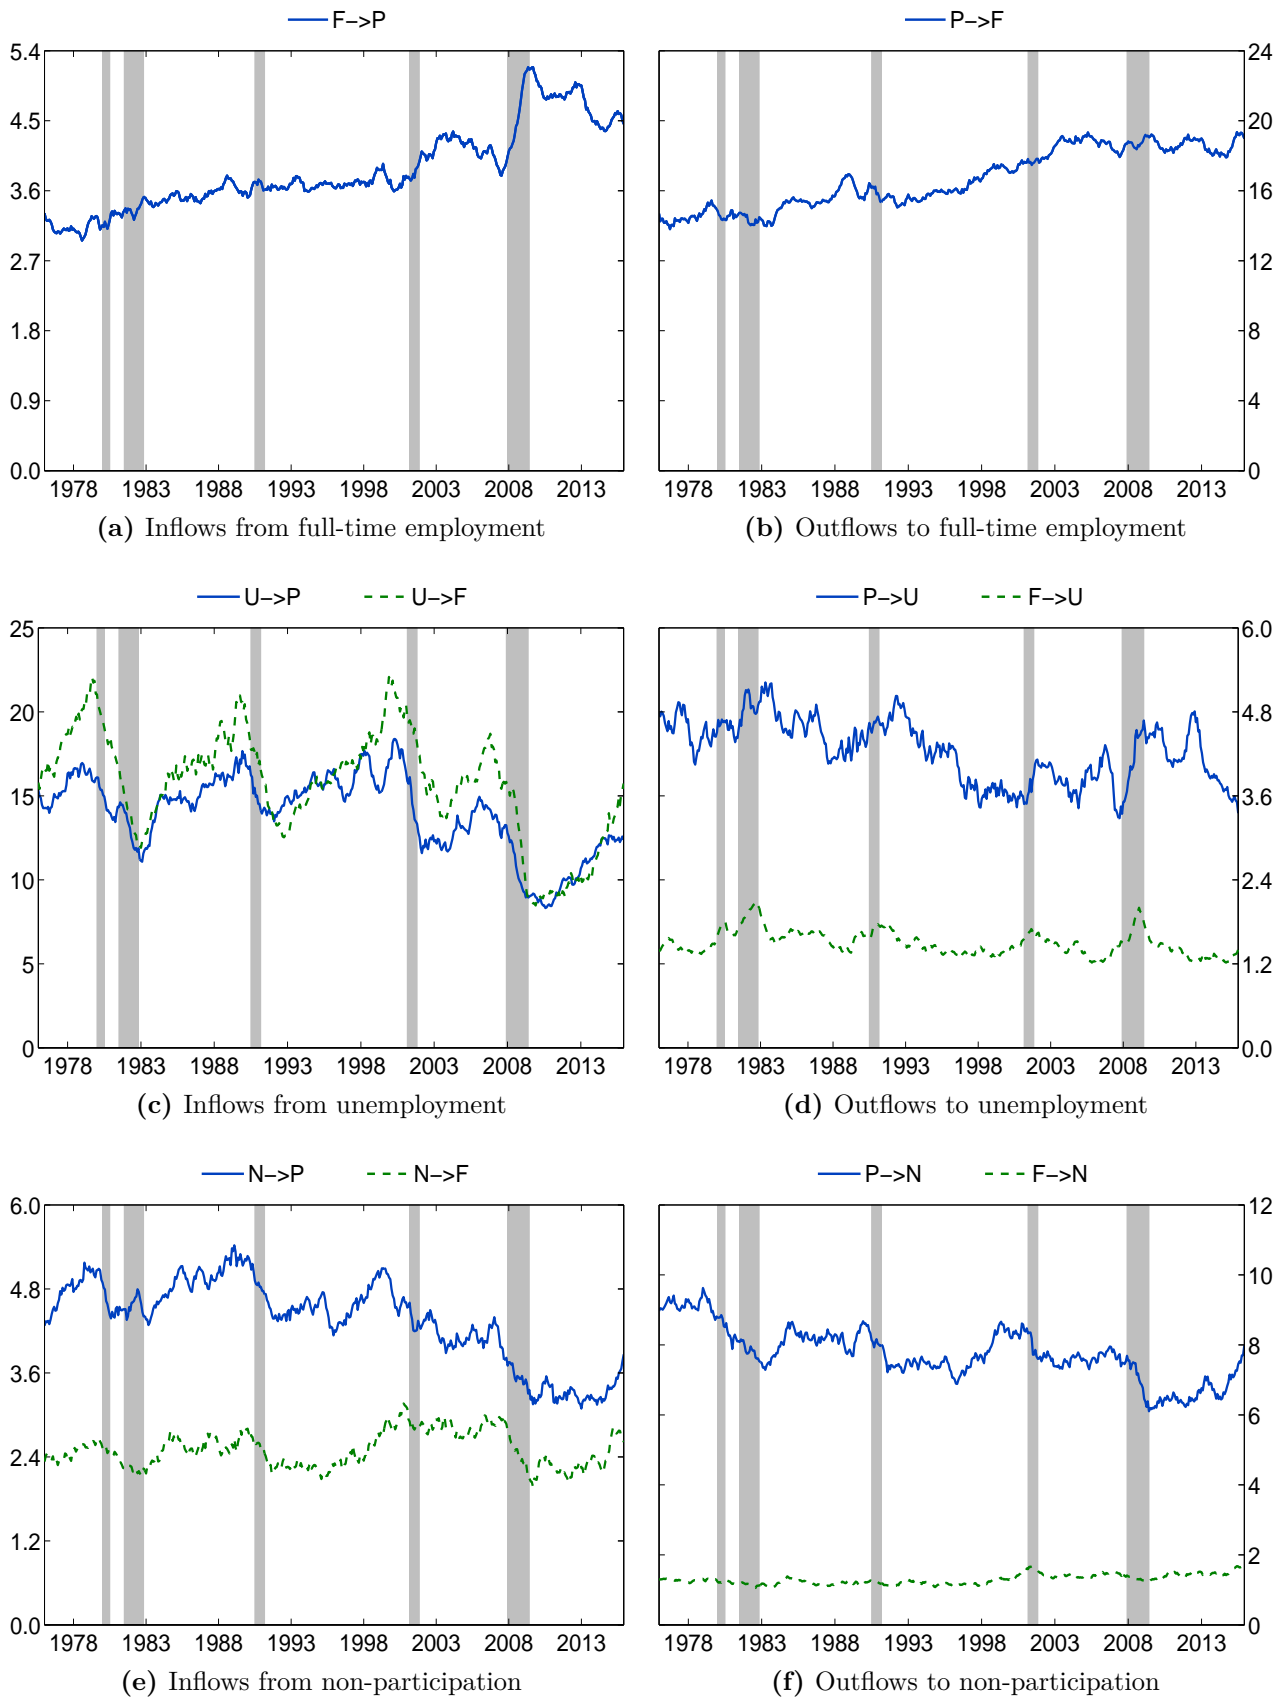 F−>P
P−>F
5.4
4.5
3.6
2.7
1.8
0.9
0.0
24
20
16
12
8
4
0
1978 1983 1988 1993 1998 2003 2008 2013
1978 1983 1988 1993 1998 2003 2008 2013
(a) Inflows from full-time employment
(b) Outflows to full-time employment
U−>P U−>F
P−>U F−>U
25
20
15
10
5
0
6.0
4.8
3.6
2.4
1.2
0.0
1978 1983 1988 1993 1998 2003 2008 2013
1978 1983 1988 1993 1998 2003 2008 2013
(c) Inflows from unemployment
(d) Outflows to unemployment
N−>P N−>F
P−>N F−>N
6.0
4.8
3.6
2.4
1.2
0.0
12
10
8
6
4
2
0
1978 1983 1988 1993 1998 2003 2008 2013
1978 1983 1988 1993 1998 2003 2008 2013
(e) Inflows from non-participation
(f) Outflows to non-participation